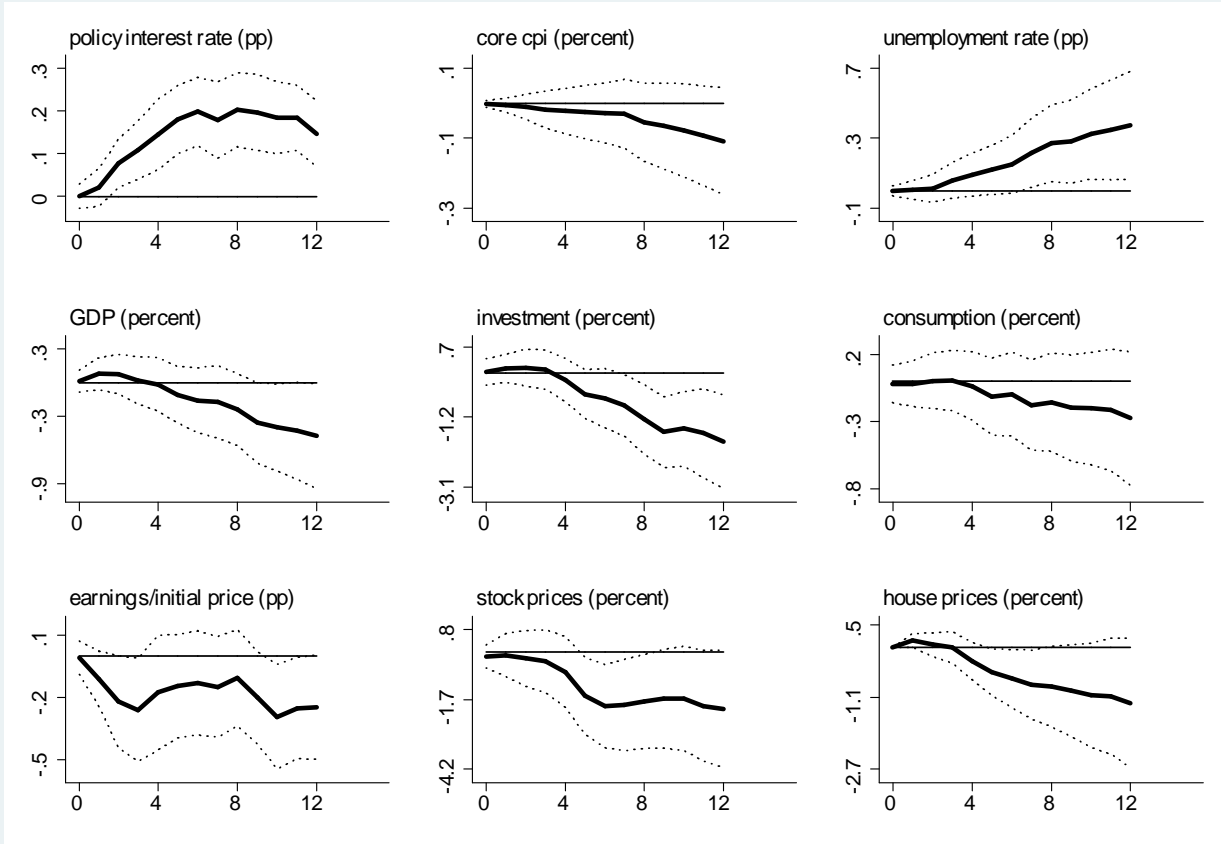 policy interest rate (pp)
.3
.2
.1
0
0 4 8 12
core cpi (percent)
.1
-.1
-.3
0 4 8 12
unemployment rate (pp)
.7
.3
-.1
0 4 8 12
GDP (percent)
.3
-.3
-.9
0 4 8 12
investment (percent)
.7
-1.2
-3.1
0 4 8 12
consumption (percent)
.2
-.3
-.8
0 4 8 12
earnings/initial price (pp)
.1
-.2
-.5
0 4 8 12
stock prices (percent)
.8
-1.7
-4.2
0 4 8 12
house prices (percent)
.5
-1.1
-2.7
0 4 8 12